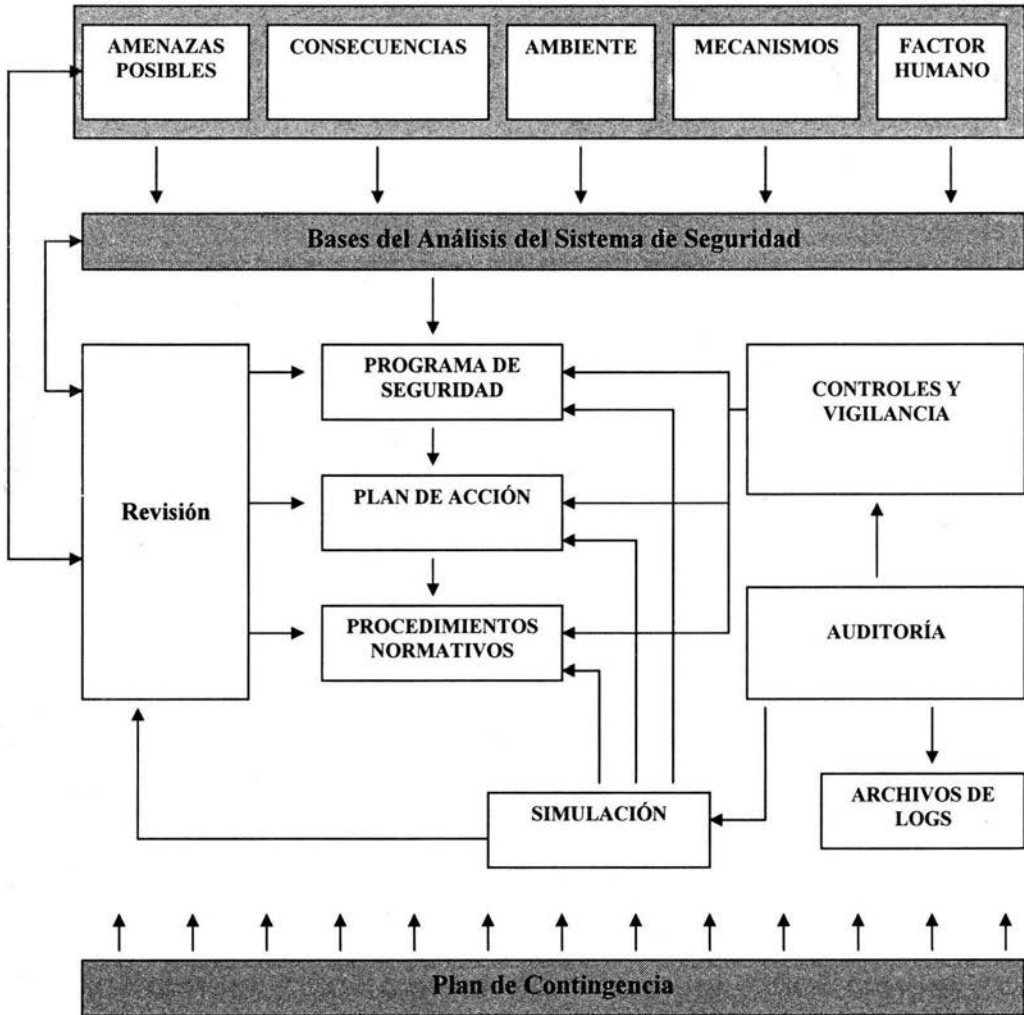 AMENAZAS
POSIBLES
CONSECUENCIAS
AMBIENTE
MECANISMOS
FACTOR
HUMANO
Bases del Análisis del Sistema de Seguridad
PROGRAMA DE
SEGURIDAD
CONTROLES Y
VIGILANCIA
Revisión
PLAN DE ACCIÓN
PROCEDIMIENTOS
NORMATIVOS
AUDITORÍA
SIMULACIÓN
ARCHIVOS DE
LOGS
Plan de Contingencia